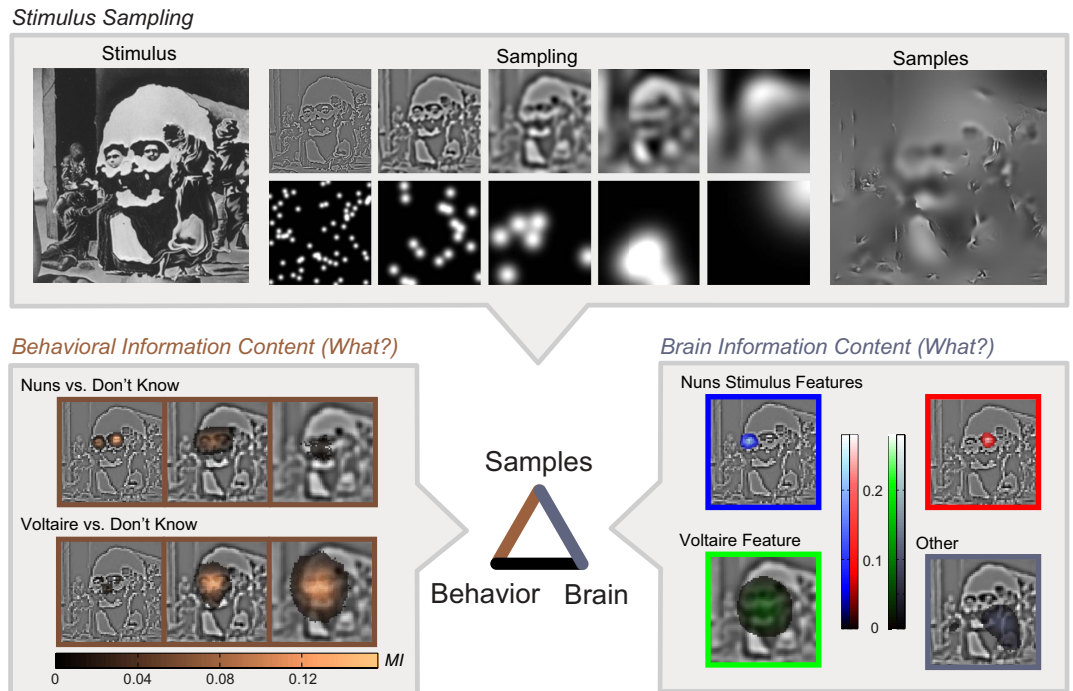 Stimulus Sampling
Stimulus
Sampling
Samples
Behavioral Information Content (What?)
Nuns vs. Don't Know
Voltaire vs. Don't Know
MI
0 0.04 0.08 0.12
Samples
Behavior Brain
Brain Information Content (What?)
Nuns Stimulus Features
0.2
0.1
0
Voltaire Feature
Other